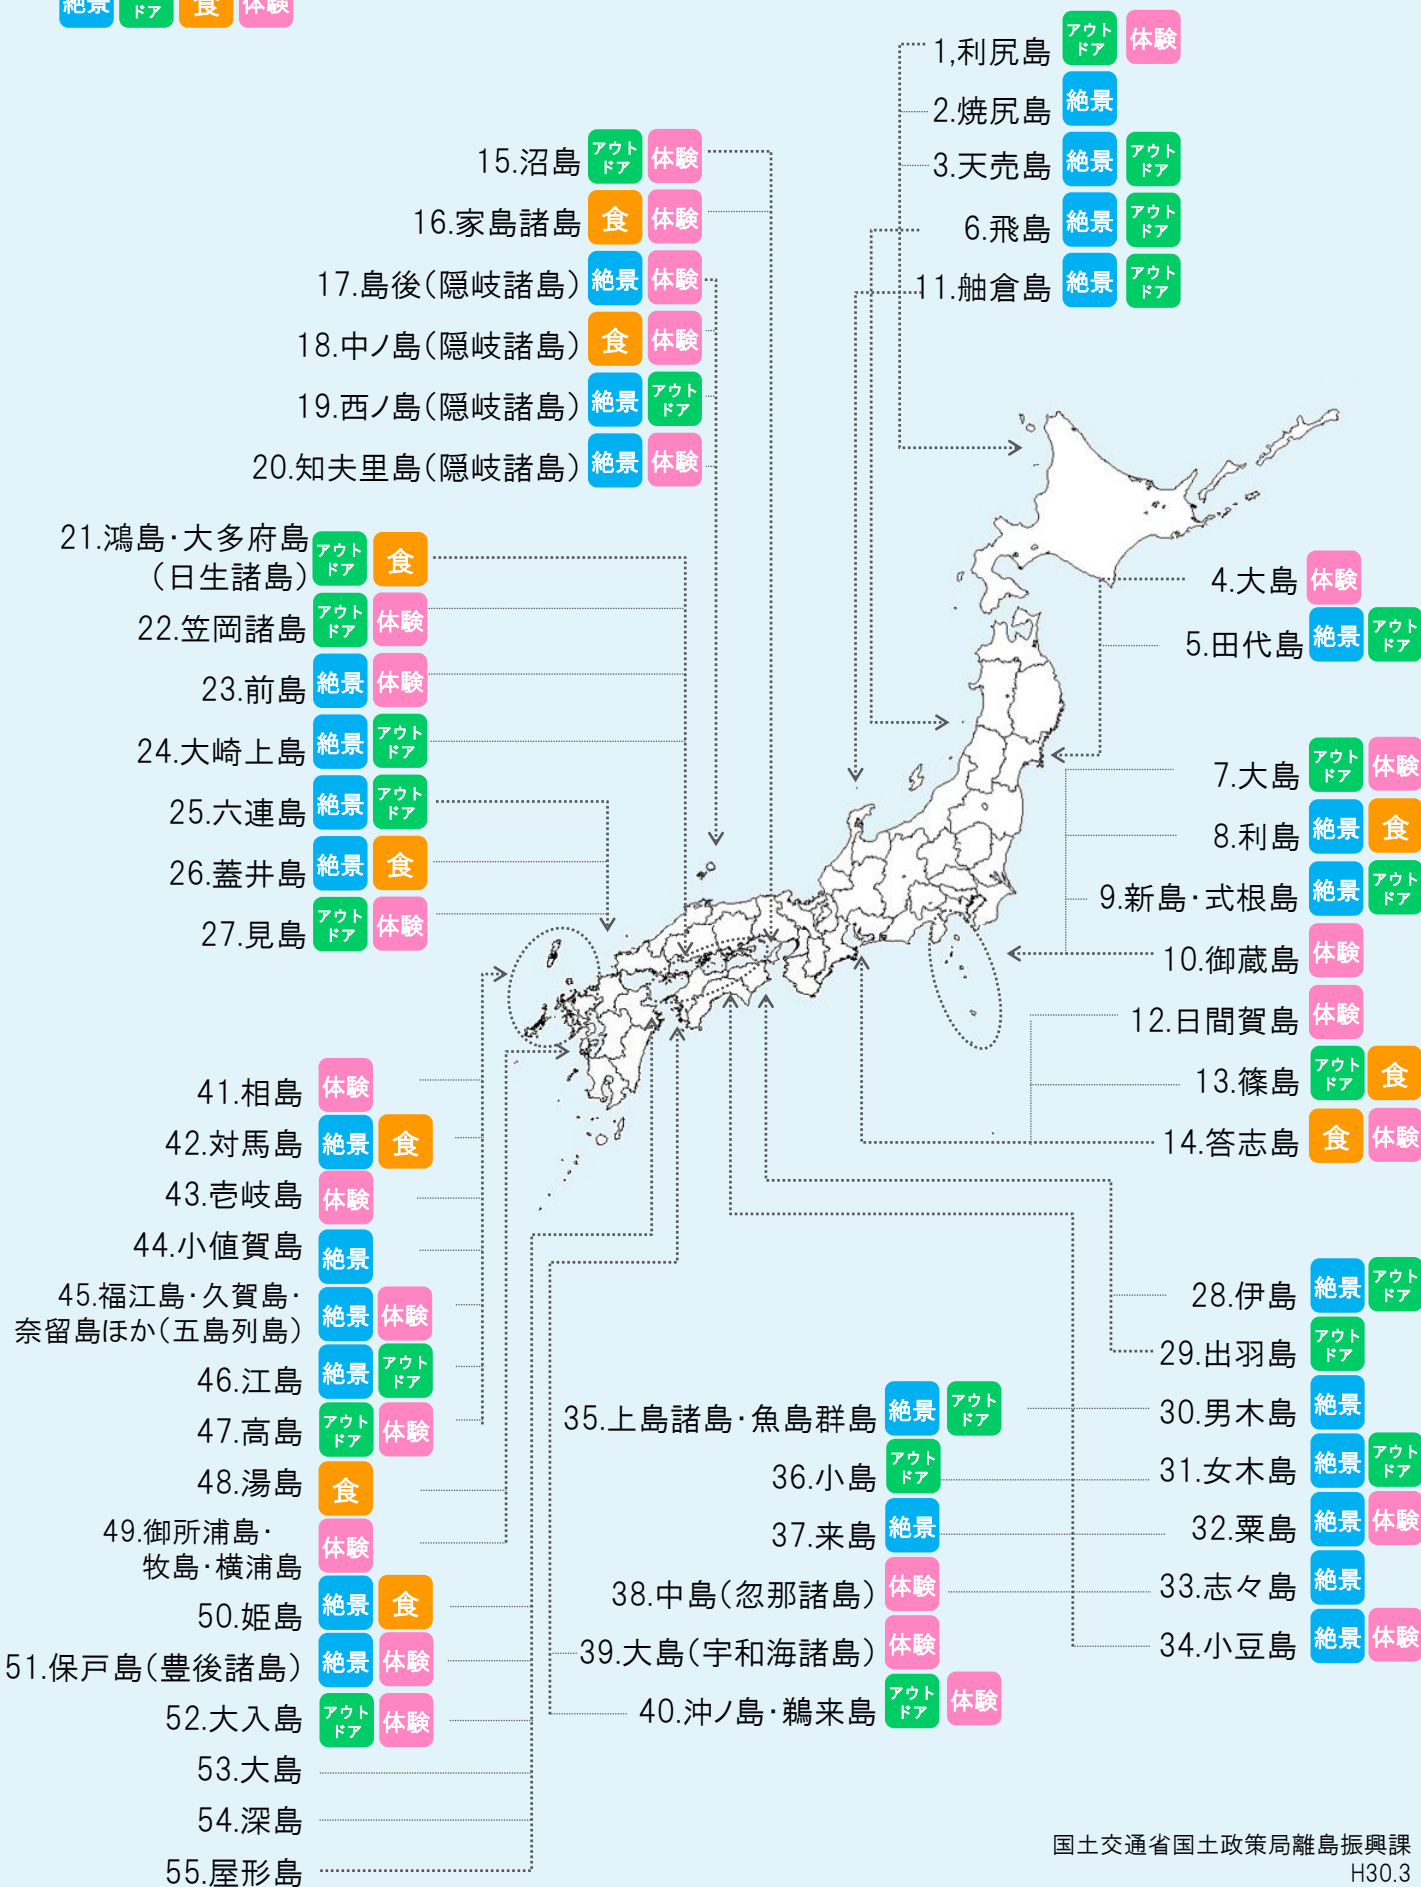 絶景 アウトドア 食 体験
1,利尻島 アウトドア 体験
2.焼尻島 絶景
3.天売島 絶景 アウトドア
6.飛島 絶景 アウトドア
11.舳倉島 絶景 アウトドア
15.沼島 アウトドア 体験
16.家島諸島 食 体験
17.島後(隠岐諸島) 絶景 体験
18.中ノ島(隠岐諸島) 食 体験
19.西ノ島(隠岐諸島) 絶景 アウトドア
20.知夫里島(隠岐諸島) 絶景 体験
21.鴻島・大多府島
(日生諸島) アウトドア 食
22.笠岡諸島 アウトドア 体験
23.前島 絶景 体験
24.大崎上島 絶景 アウトドア
25.六連島 絶景 アウトドア
26.蓋井島 絶景 食
27.見島 アウトドア 体験
4.大島 体験
5.田代島 絶景 アウトドア
7.大島 アウトドア 体験
8.利島 絶景 食
9.新島・式根島 絶景 アウトドア
10.御蔵島 体験
12.日間賀島 体験
13.篠島 アウトドア 食
14.答志島 食 体験
41.相島 体験
42.対馬島 絶景 食
43.壱岐島 体験
44.小値賀島 絶景
45.福江島・久賀島・
奈留島ほか(五島列島) 絶景 体験
46.江島 絶景 アウトドア
47.高島 アウトドア 体験
48.湯島 食
49.御所浦島・
牧島・横浦島 体験
50.姫島 絶景 食
51.保戸島(豊後諸島) 絶景 体験
52.大入島 アウトドア 体験
53.大島
54.深島
55.屋形島
28.伊島 絶景 アウトドア
29.出羽島 アウトドア
30.男木島 絶景
31.女木島 絶景 アウトドア
32.粟島 絶景 体験
33.志々島 絶景
34.小豆島 絶景 体験
35.上島諸島・魚島群島 絶景 アウトドア
36.小島 アウトドア
37.来島 絶景
38.中島(忽那諸島) 体験
39.大島(宇和海諸島) 体験
40.沖ノ島・鵜来島 アウトドア 体験
国土交通省国土政策局離島振興課
H30.3